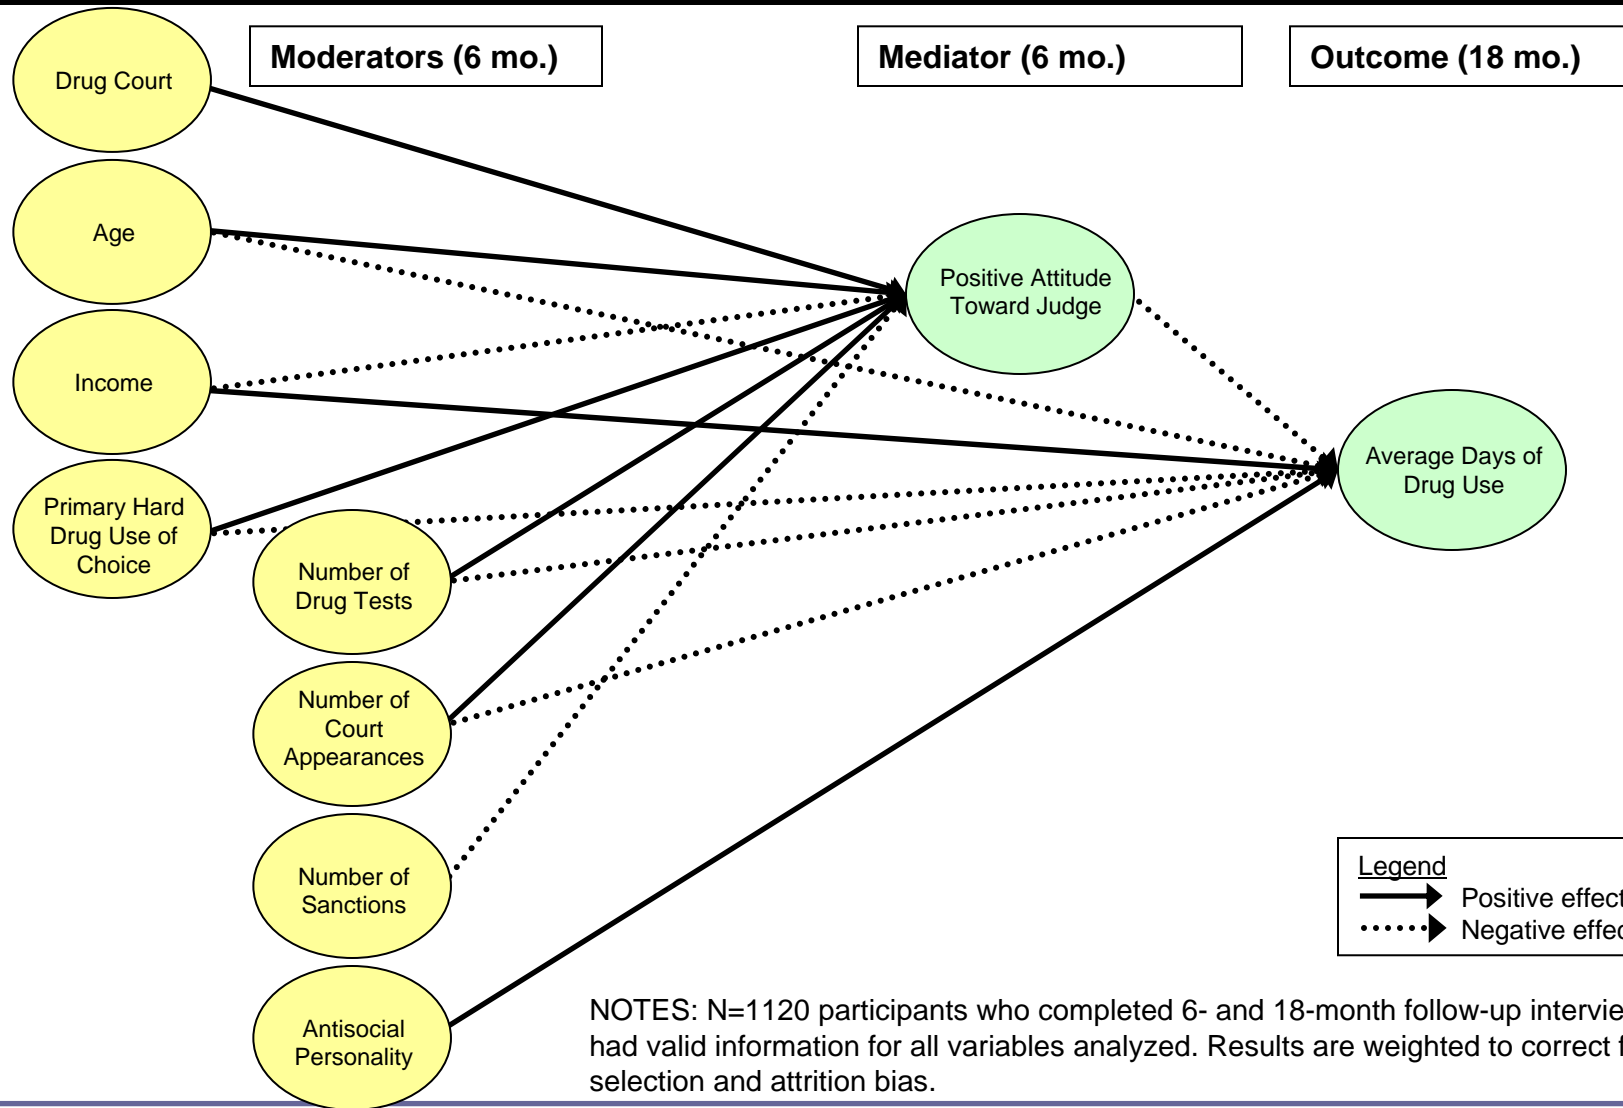 Drug Court
Moderators (6 mo.)
Mediator (6 mo.)
Outcome (18 mo.)
Age
Positive Attitude
Toward Judge
Income
Average Days of
Drug Use
Primary Hard
Drug Use of
Choice
Number of
Drug Tests
Number of
Court
Appearances
Number of
Sanctions
Legend
Positive effect
Negative effec
Antisocial
Personality
NOTES: N=1120 participants who completed 6- and 18-month follow-up intervie
had valid information for all variables analyzed. Results are weighted to correct f
selection and attrition bias.